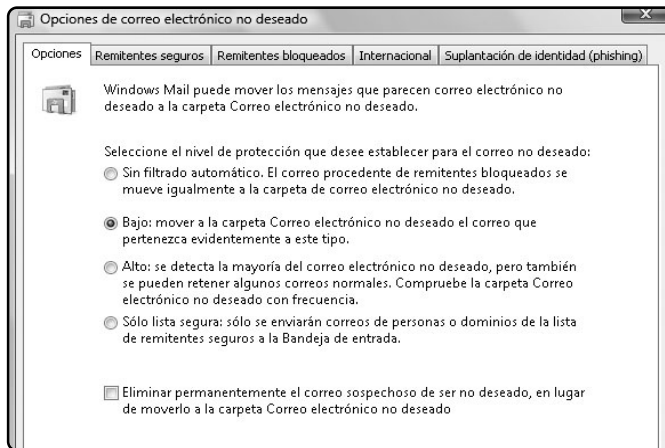 Opciones de correo electrónico no deseado
Opciones
Remitentes seguros
Remitentes bloqueados
Internacional
Suplantación de identidad (phishing)
Windows Mail puede mover los mensajes que parecen correo electrónico no
deseado a la carpeta Correo electrónico no deseado.
Seleccione el nivel de protección que desee establecer para el correo no deseado:
Sin filtrado automático. El correo procedente de remitentes bloqueados se
mueve igualmente a la carpeta de correo electrónico no deseado.
Bajo: mover a la carpeta Correo electrónico no deseado el correo que
pertenezca evidentemente a este tipo.
Alto: se detecta la mayoría del correo electrónico no deseado, pero también
se pueden retener algunos correos normales. Compruebe la carpeta Correo
electrónico no deseado con frecuencia.
Sólo lista segura: sólo se enviarán correos de personas o dominios de la lista
de remitentes seguros a la Bandeja de entrada.
Eliminar permanentemente el correo sospechoso de ser no deseado, en lugar
de moverlo a la carpeta Correo electrónico no deseado